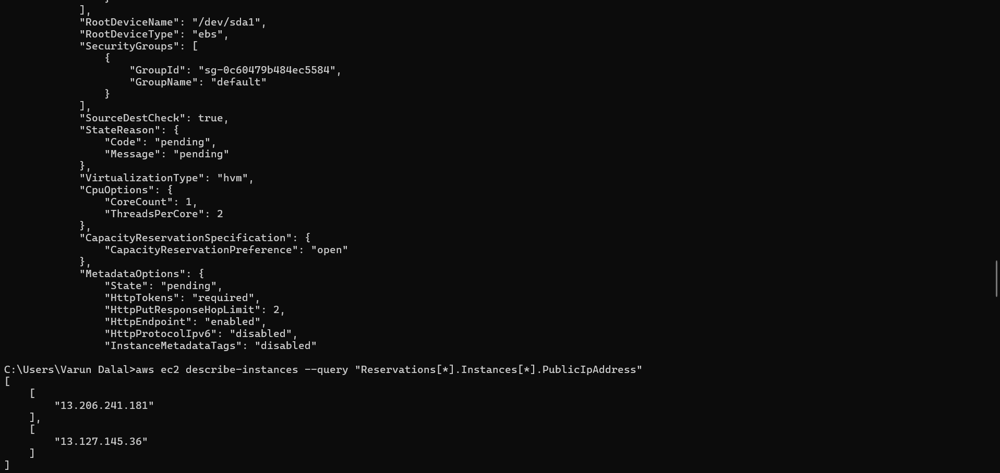 }
],
"RootDeviceName": "/dev/sda1",
"RootDeviceType": "ebs",
"SecurityGroups": [
{
"GroupId": "sg-0c60479b484ec5584",
"GroupName": "default"
}
],
"SourceDestCheck": true,
"StateReason": {
"Code": "pending",
"Message": "pending"
},
"VirtualizationType": "hvm",
"CpuOptions": {
"CoreCount": 1,
"ThreadsPerCore": 2
},
"CapacityReservationSpecification": {
"CapacityReservationPreference": "open"
},
"MetadataOptions": {
"State": "pending",
"HttpTokens": "required",
"HttpPutResponseHopLimit": 2,
"HttpEndpoint": "enabled",
"HttpProtocolIpv6": "disabled",
"InstanceMetadataTags": "disabled"
C:\Users\Varun Dalal>aws ec2 describe-instances --query "Reservations[*].Instances[*].PublicIpAddress"
[
[
"13.206.241.181"
],
[
"13.127.145.36"
]
]